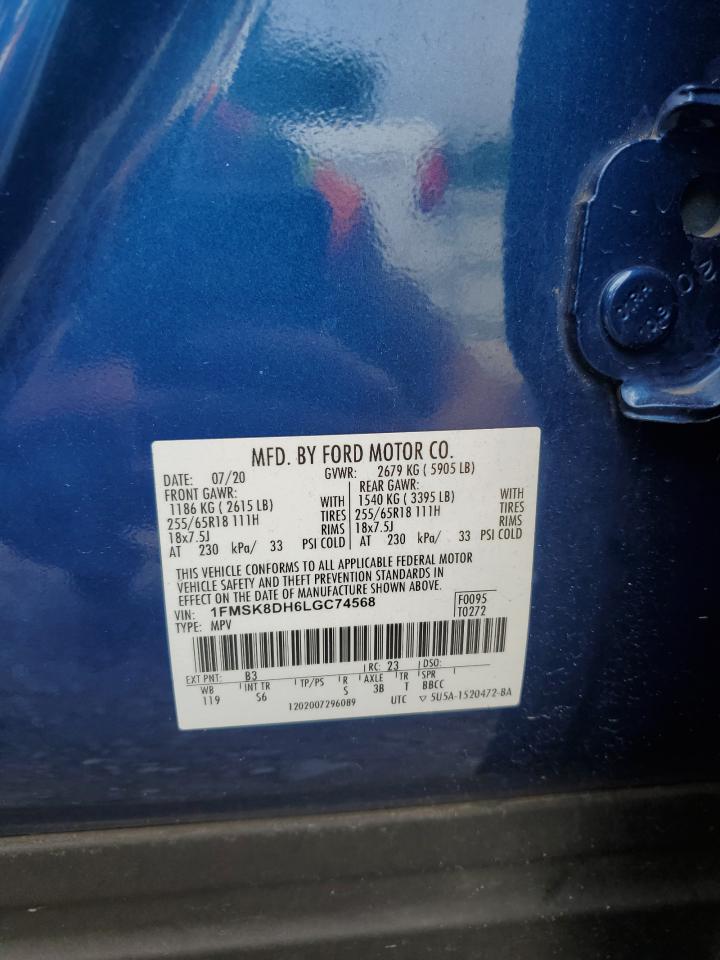 MFD. BY FORD MOTOR CO.
DATE: 07/20 GVWR: 2679 KG ( 5905 LB)
FRONT GAWR: REAR GAWR:
1186 KG ( 2615 LB) WITH 1540 KG ( 3395 LB) WITH
255/65R18 111H TIRES 255/65R18 111H TIRES
18x7.5J RIMS 18x7.5J RIMS
AT 230 kPa/ 33 PSI COLD AT 230 kPa/ 33 PSI COLD
THIS VEHICLE CONFORMS TO ALL APPLICABLE FEDERAL MOTOR
VEHICLE SAFETY AND THEFT PREVENTION STANDARDS IN
EFFECT ON THE DATE OF MANUFACTURE SHOWN ABOVE.
VIN: 1FMSK8DH6LGC74568 F0095
TYPE: MPV T0272
EXT PNT: B3 RC: 23 DSO:
WB INT TR TP/PS R AXLE TR SPR
119 S6 S 3B T BBCC
1202007296089 UTC ▽ 5U5A-1520472-BA